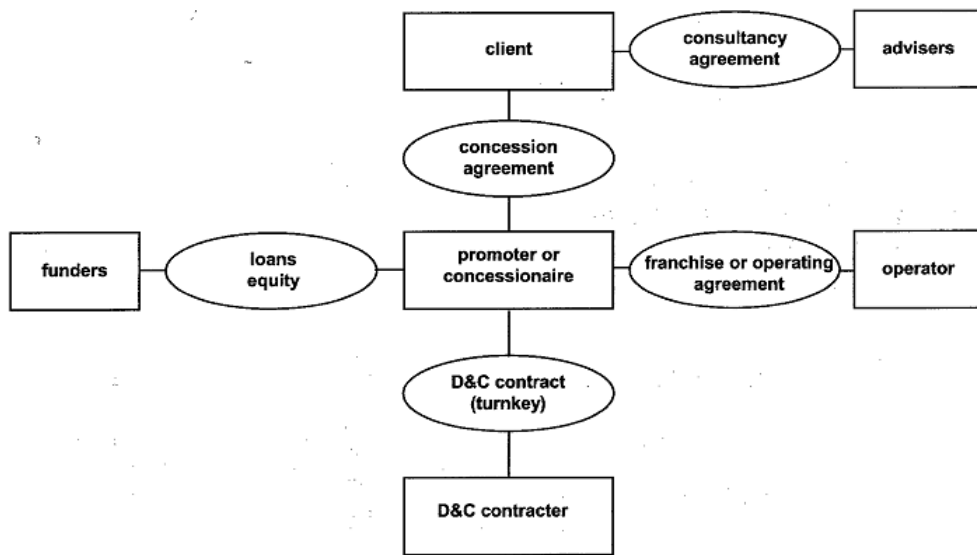 client
consultancy
agreement
advisers
concession
agreement
funders
loans
equity
promoter or
concessionaire
franchise or operating
agreement
operator
D&C contract
(turnkey)
D&C contracter